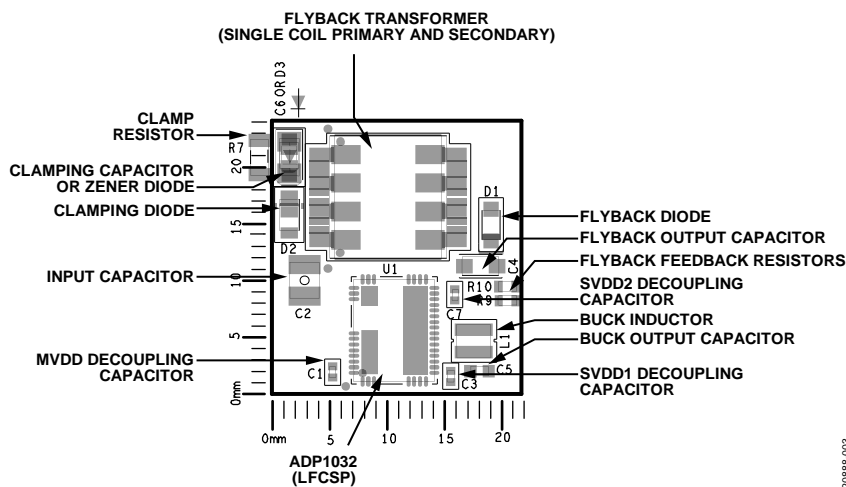 FLYBACK TRANSFORMER
(SINGLE COIL PRIMARY AND SECONDARY)
C6 OR D3
CLAMP
RESISTOR
R7
CLAMPING CAPACITOR
OR ZENER DIODE
CLAMPING DIODE
D2
INPUT CAPACITOR
C2
MVDD DECOUPLING
CAPACITOR
C1
U1
D1
FLYBACK DIODE
FLYBACK OUTPUT CAPACITOR
C4
FLYBACK FEEDBACK RESISTORS
R10
R9
SVDD2 DECOUPLING
CAPACITOR
C7
BUCK INDUCTOR
L1
BUCK OUTPUT CAPACITOR
C5
SVDD1 DECOUPLING
CAPACITOR
C3
20
15
10
5
0mm
0mm
5
10
15
20
ADP1032
(LFCSP)
20888-003